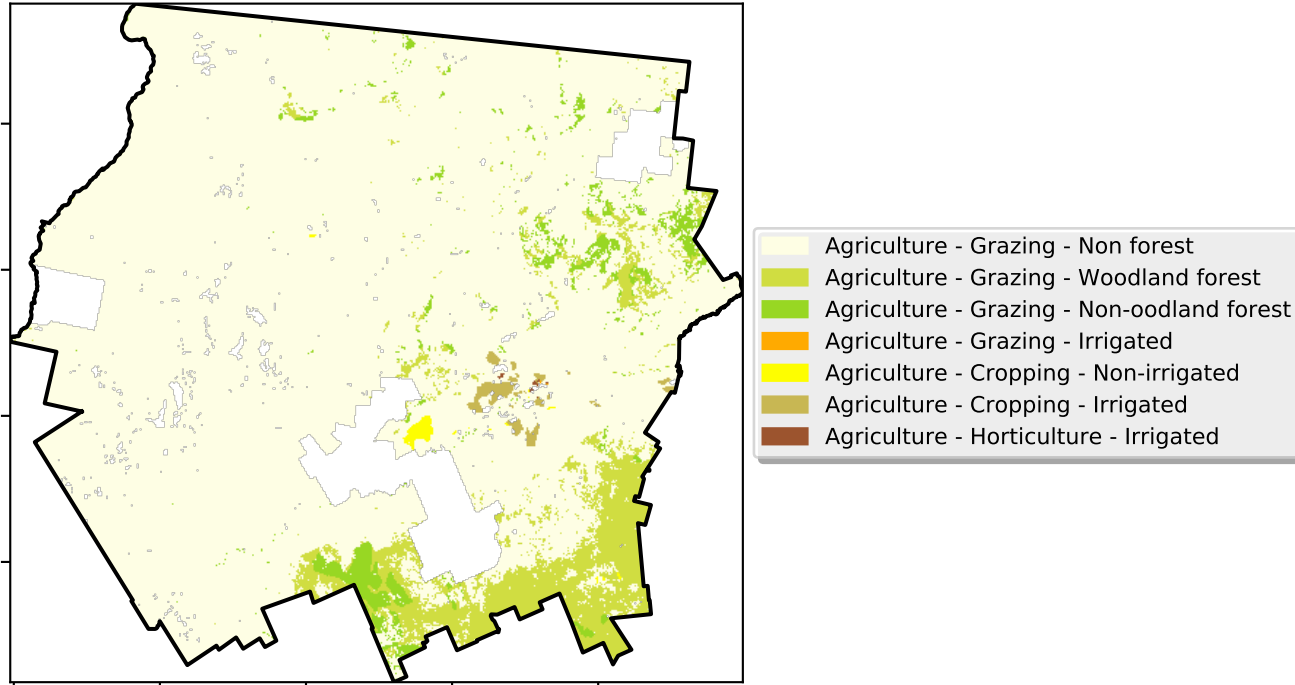 Agriculture - Grazing - Non forest
Agriculture - Grazing - Woodland forest
Agriculture - Grazing - Non-oodland forest
Agriculture - Grazing - Irrigated
Agriculture - Cropping - Non-irrigated
Agriculture - Cropping - Irrigated
Agriculture - Horticulture - Irrigated